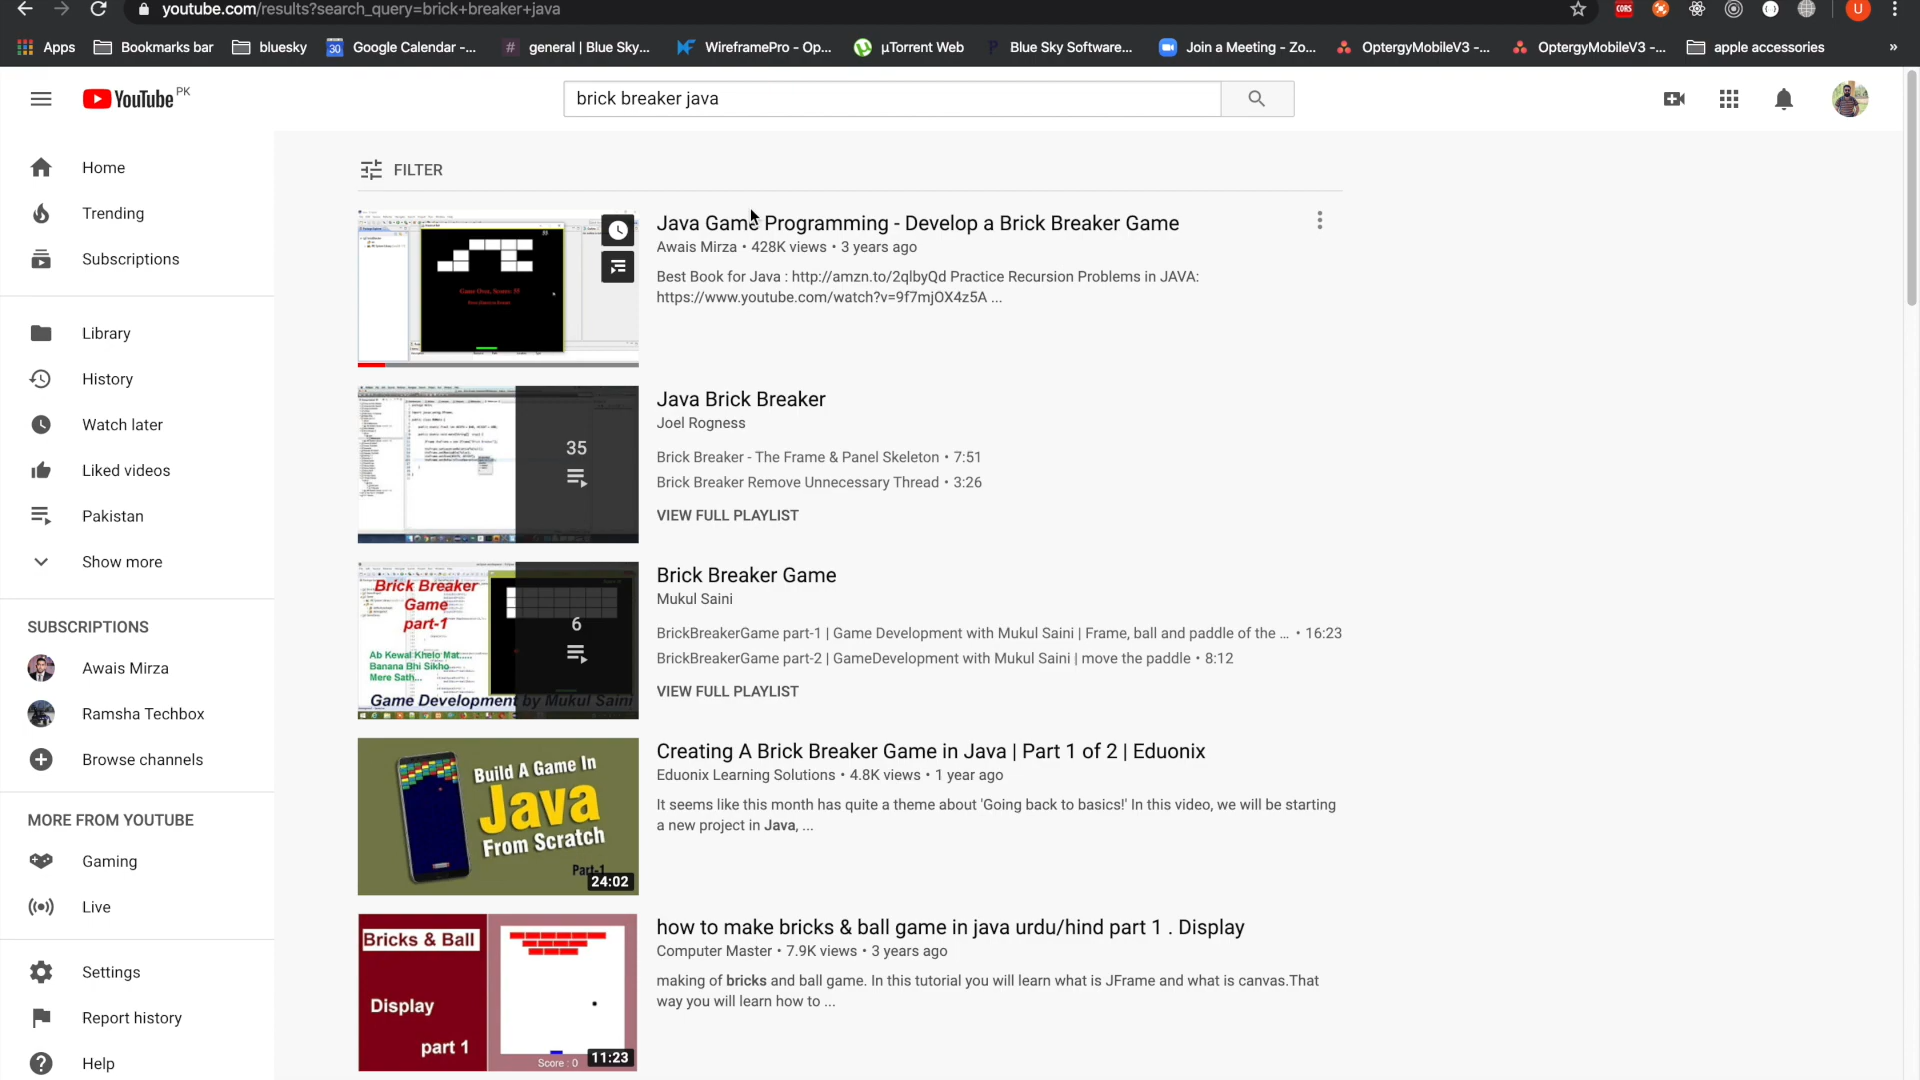 youtube.com/results?search_query=brick+breaker+java
Apps
Bookmarks bar
bluesky
30
Google Calendar -...
#
general | Blue Sky...
WireframePro - Op...
µTorrent Web
P
Blue Sky Software...
Join a Meeting - Zo...
OptergyMobileV3 -...
OptergyMobileV3 -...
apple accessories
»
CORS
U
YouTube PK
brick breaker java
Home
Trending
Subscriptions
Library
History
Watch later
Liked videos
Pakistan
Show more
SUBSCRIPTIONS
Awais Mirza
Ramsha Techbox
Browse channels
MORE FROM YOUTUBE
Gaming
Live
Settings
Report history
Help
FILTER
Java Game Programming - Develop a Brick Breaker Game
Awais Mirza • 428K views • 3 years ago
Best Book for Java : http://amzn.to/2qlbyQd Practice Recursion Problems in JAVA:
https://www.youtube.com/watch?v=9f7mjOX4z5A ...
Java Brick Breaker
Joel Rogness
Brick Breaker - The Frame & Panel Skeleton • 7:51
Brick Breaker Remove Unnecessary Thread • 3:26
VIEW FULL PLAYLIST
35
Brick Breaker
Game
part-1
Ab Kewal Khelo Mat....
Banana Bhi Sikho
Mere Sath...
Game Development by Mukul Saini
6
Brick Breaker Game
Mukul Saini
BrickBreakerGame part-1 | Game Development with Mukul Saini | Frame, ball and paddle of the ... • 16:23
BrickBreakerGame part-2 | GameDevelopment with Mukul Saini | move the paddle • 8:12
VIEW FULL PLAYLIST
Build A Game In
Java
From Scratch
Part-1
24:02
Creating A Brick Breaker Game in Java | Part 1 of 2 | Eduonix
Eduonix Learning Solutions • 4.8K views • 1 year ago
It seems like this month has quite a theme about 'Going back to basics!' In this video, we will be starting
a new project in Java, ...
Bricks & Ball
Display
part 1
Score : 0
11:23
how to make bricks & ball game in java urdu/hind part 1 . Display
Computer Master • 7.9K views • 3 years ago
making of bricks and ball game. In this tutorial you will learn what is JFrame and what is canvas.That
way you will learn how to ...